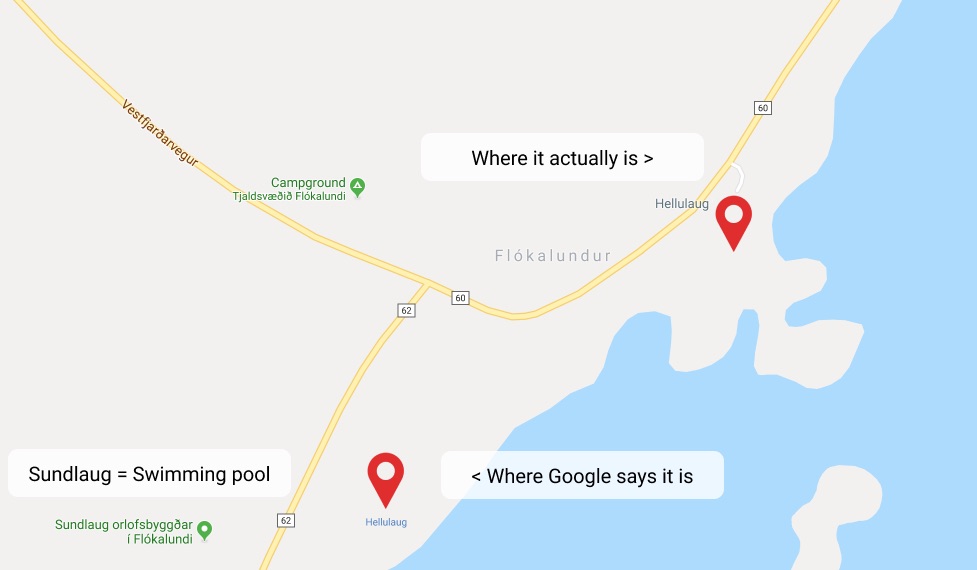 60
Vestfjarðarvegur
Where it actually is >
Campground
Tjaldsvæðið Flókalundi
Hellulaug
Flókalundur
60
62
Sundlaug = Swimming pool
< Where Google says it is
Hellulaug
62
Sundlaug orlofsbyggðar
í Flókalundi